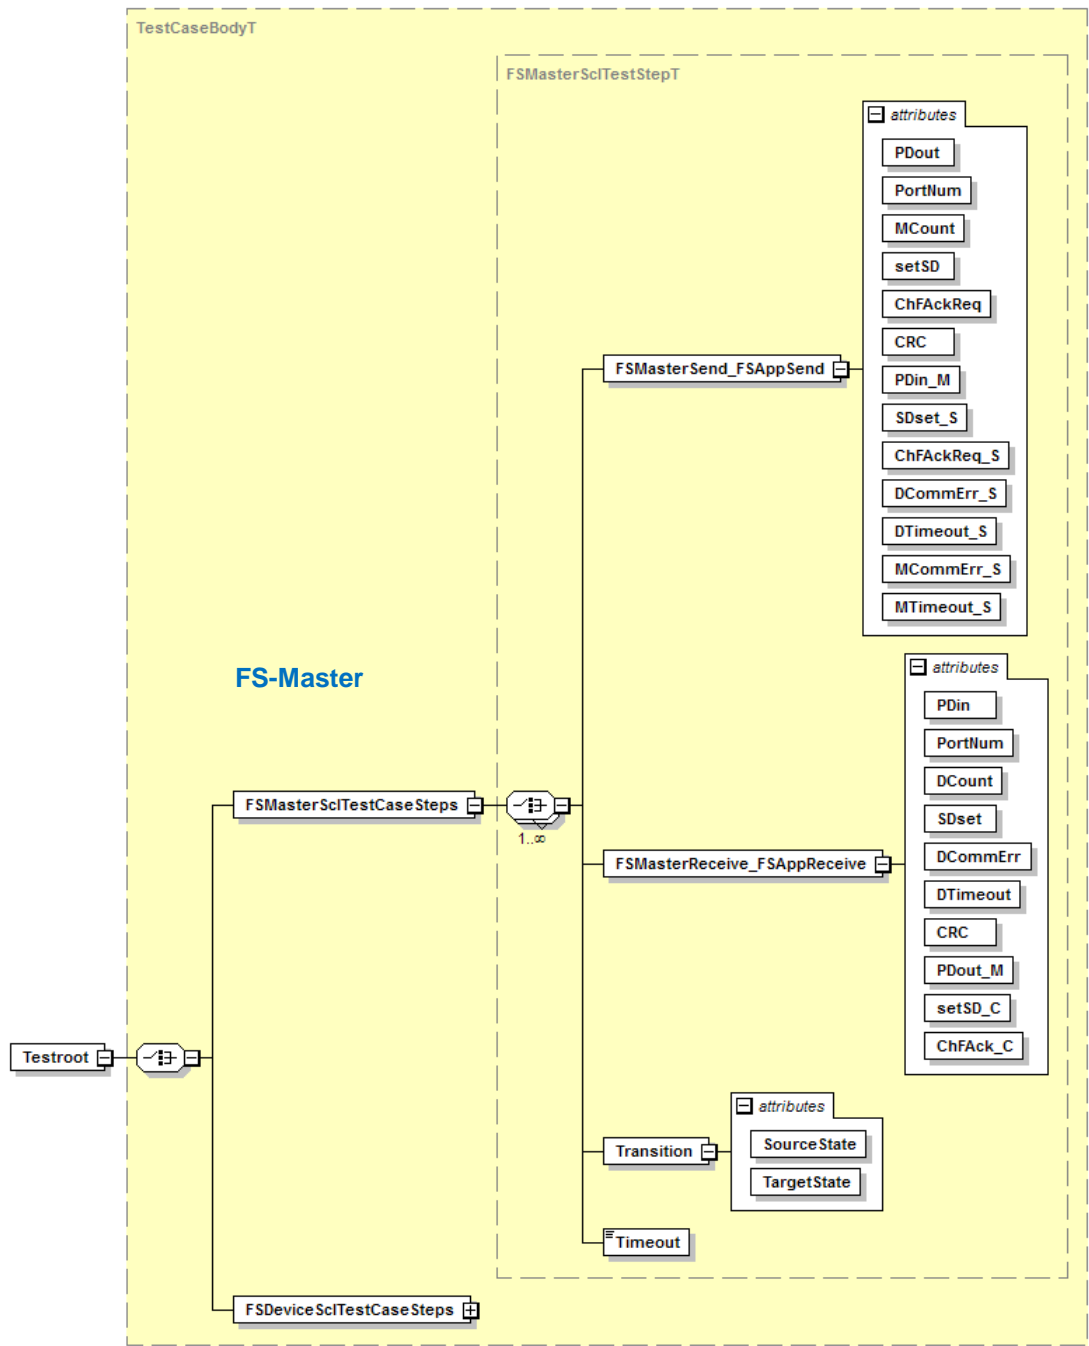 TestCaseBodyT
FSMasterSclTestStepT
attributes
PDout
PortNum
MCount
setSD
ChFAckReq
CRC
FSMasterSend_FSAppSend
PDin_M
SDset_S
ChFAckReq_S
DCommErr_S
DTimeout_S
MCommErr_S
MTimeout_S
FS-Master
attributes
PDin
PortNum
DCount
FSMasterSclTestCaseSteps
SDset
1..∞
DCommErr
FSMasterReceive_FSAppReceive
DTimeout
CRC
PDout_M
setSD_C
ChFAck_C
Testroot
attributes
Transition
SourceState
TargetState
Timeout
FSDeviceSclTestCaseSteps